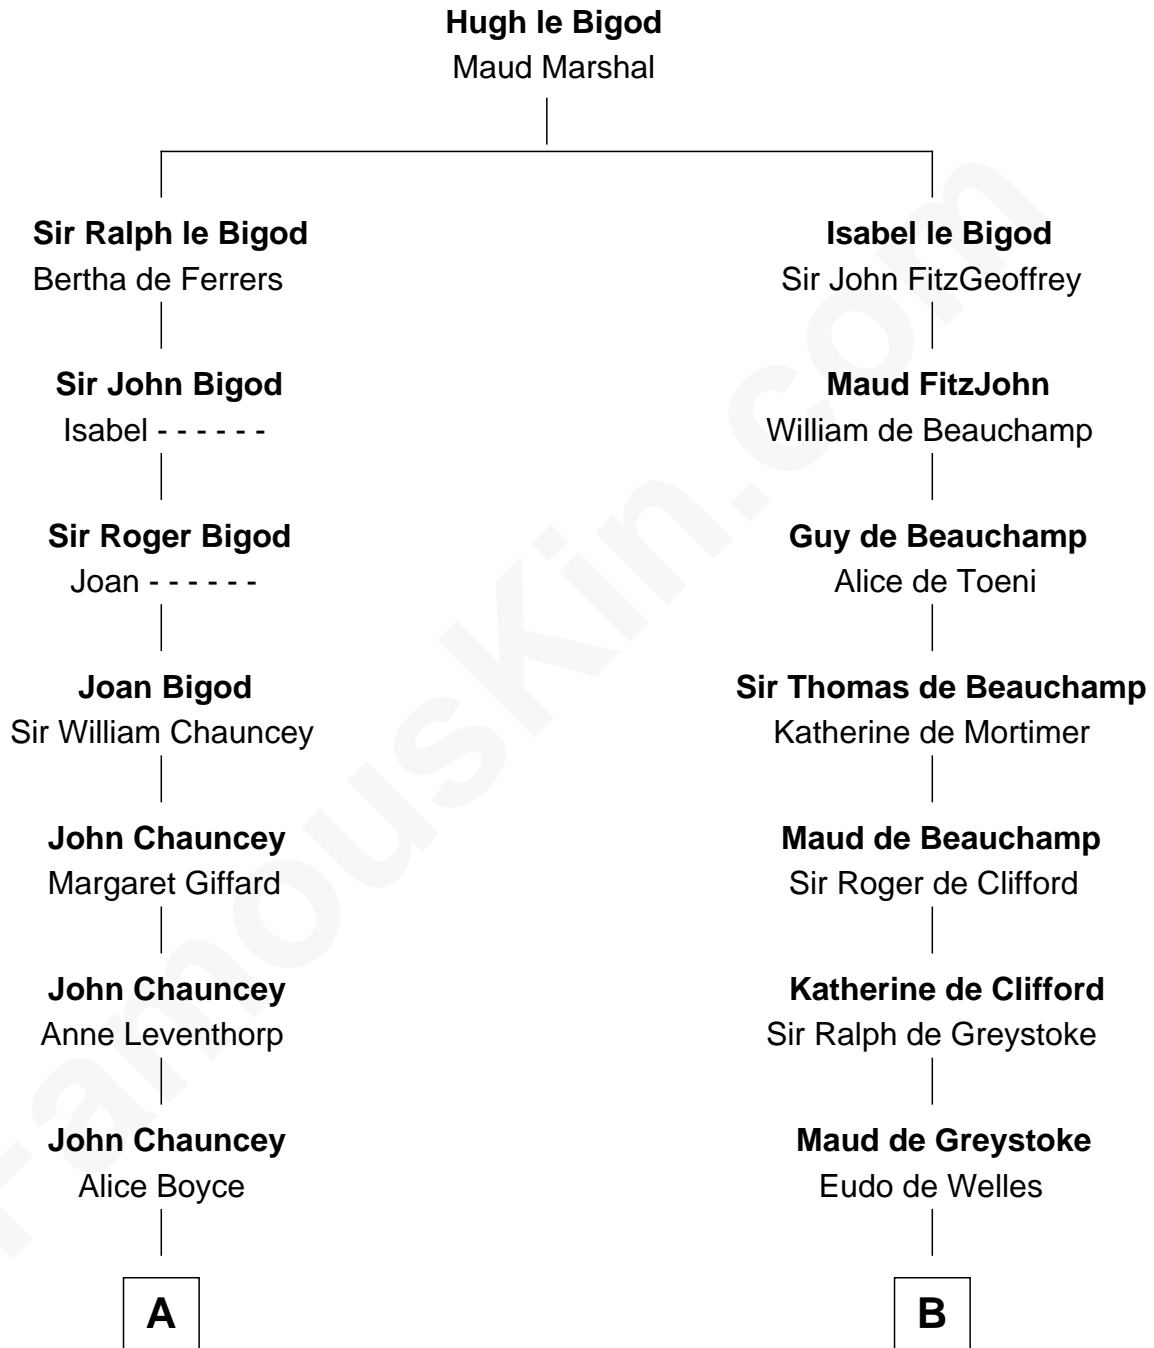 Hugh le Bigod
Maud Marshal
Sir Ralph le Bigod
Bertha de Ferrers
Isabel le Bigod
Sir John FitzGeoffrey
Sir John Bigod
Isabel - - - - - -
Maud FitzJohn
William de Beauchamp
Sir Roger Bigod
Joan - - - - - -
Guy de Beauchamp
Alice de Toeni
Joan Bigod
Sir William Chauncey
Sir Thomas de Beauchamp
Katherine de Mortimer
John Chauncey
Margaret Giffard
Maud de Beauchamp
Sir Roger de Clifford
John Chauncey
Anne Leventhorp
Katherine de Clifford
Sir Ralph de Greystoke
John Chauncey
Alice Boyce
Maud de Greystoke
Eudo de Welles
A
B
FamousKin.com